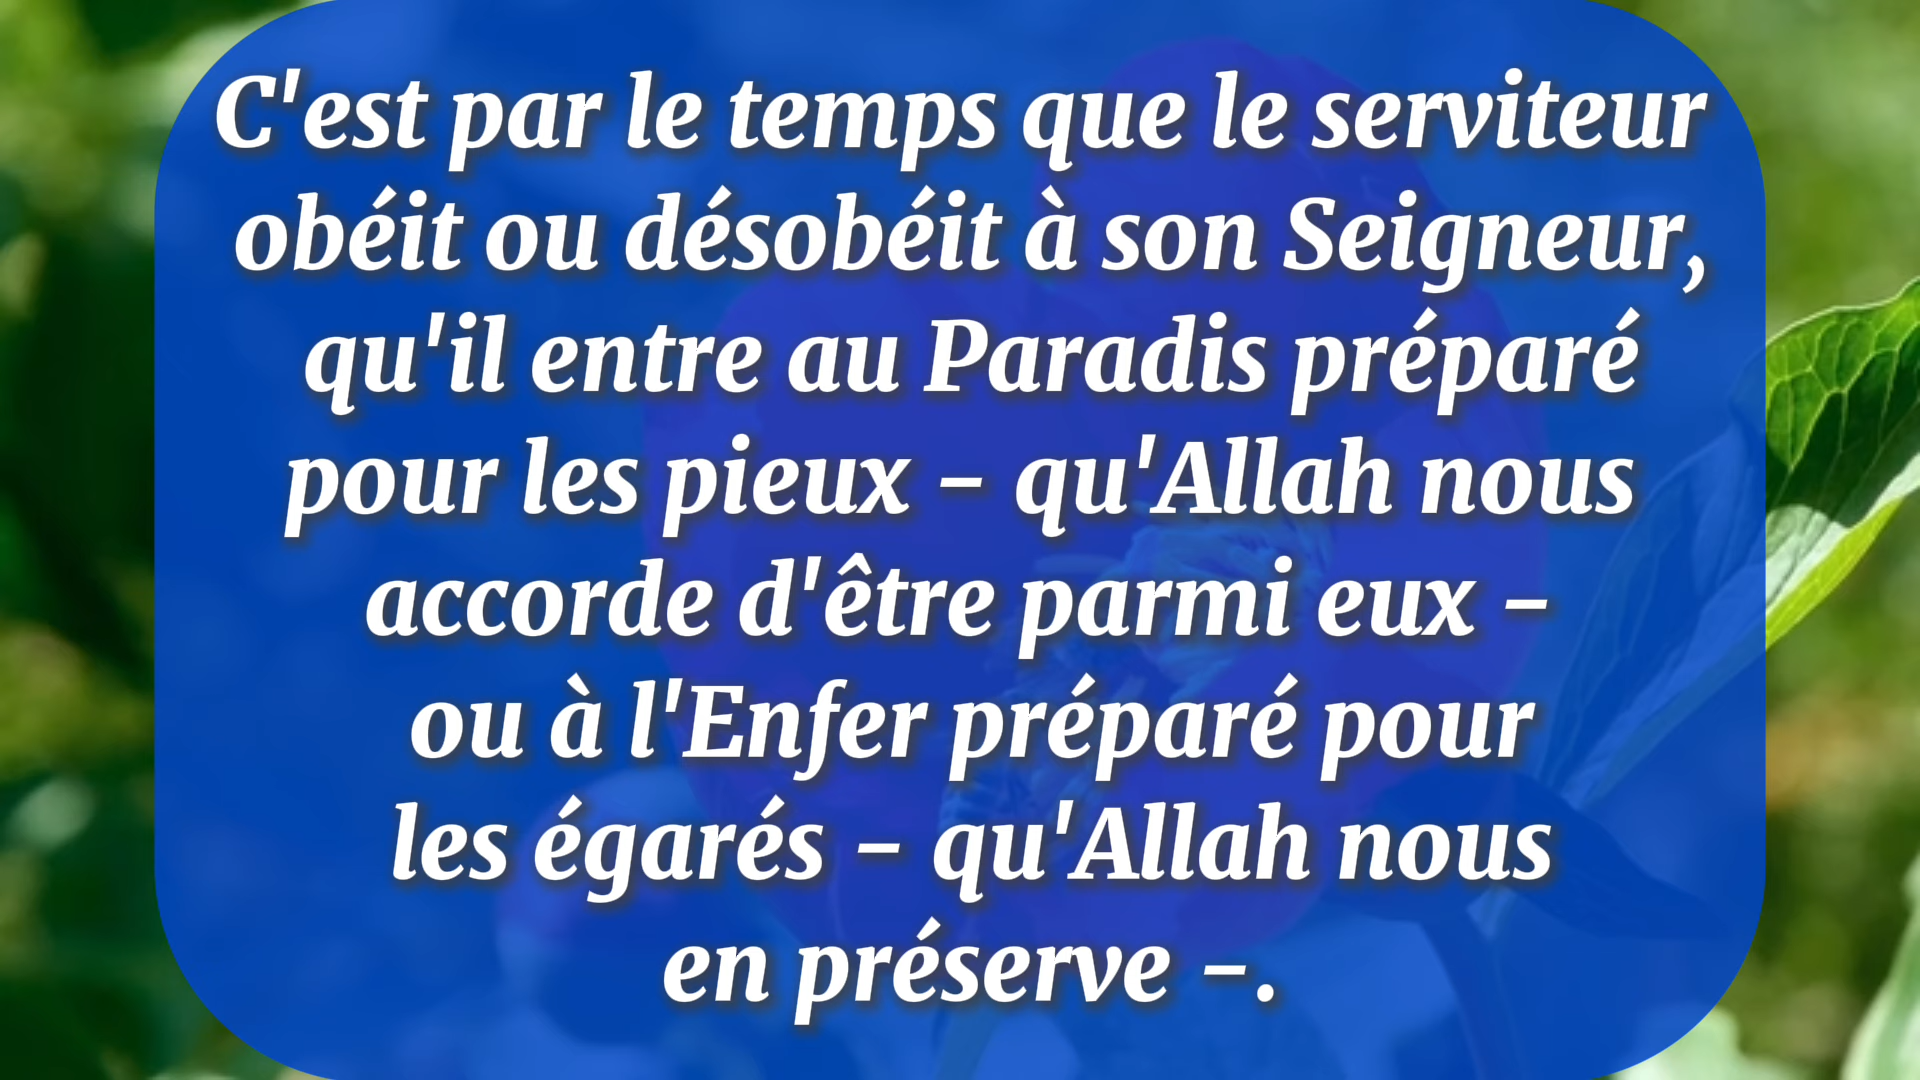 C'est par le temps que le serviteur
obéit ou désobéit à son Seigneur,
qu'il entre au Paradis préparé
pour les pieux – qu'Allah nous
accorde d'être parmi eux –
ou à l'Enfer préparé pour
les égarés – qu'Allah nous
en préserve –.